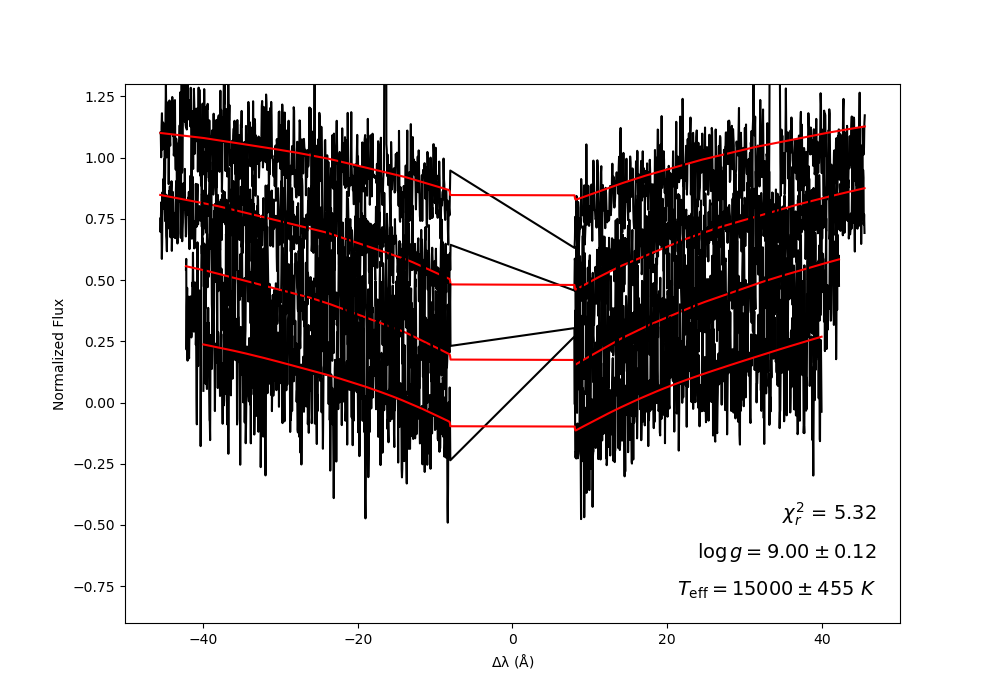 1.25
1.00
0.75
0.50
0.25
0.00
−0.25
−0.50
−0.75
Normalized Flux
χ²ᵣ = 5.32
log g = 9.00 ± 0.12
T_eff = 15000 ± 455 K
−40
−20
0
20
40
Δλ (Å)